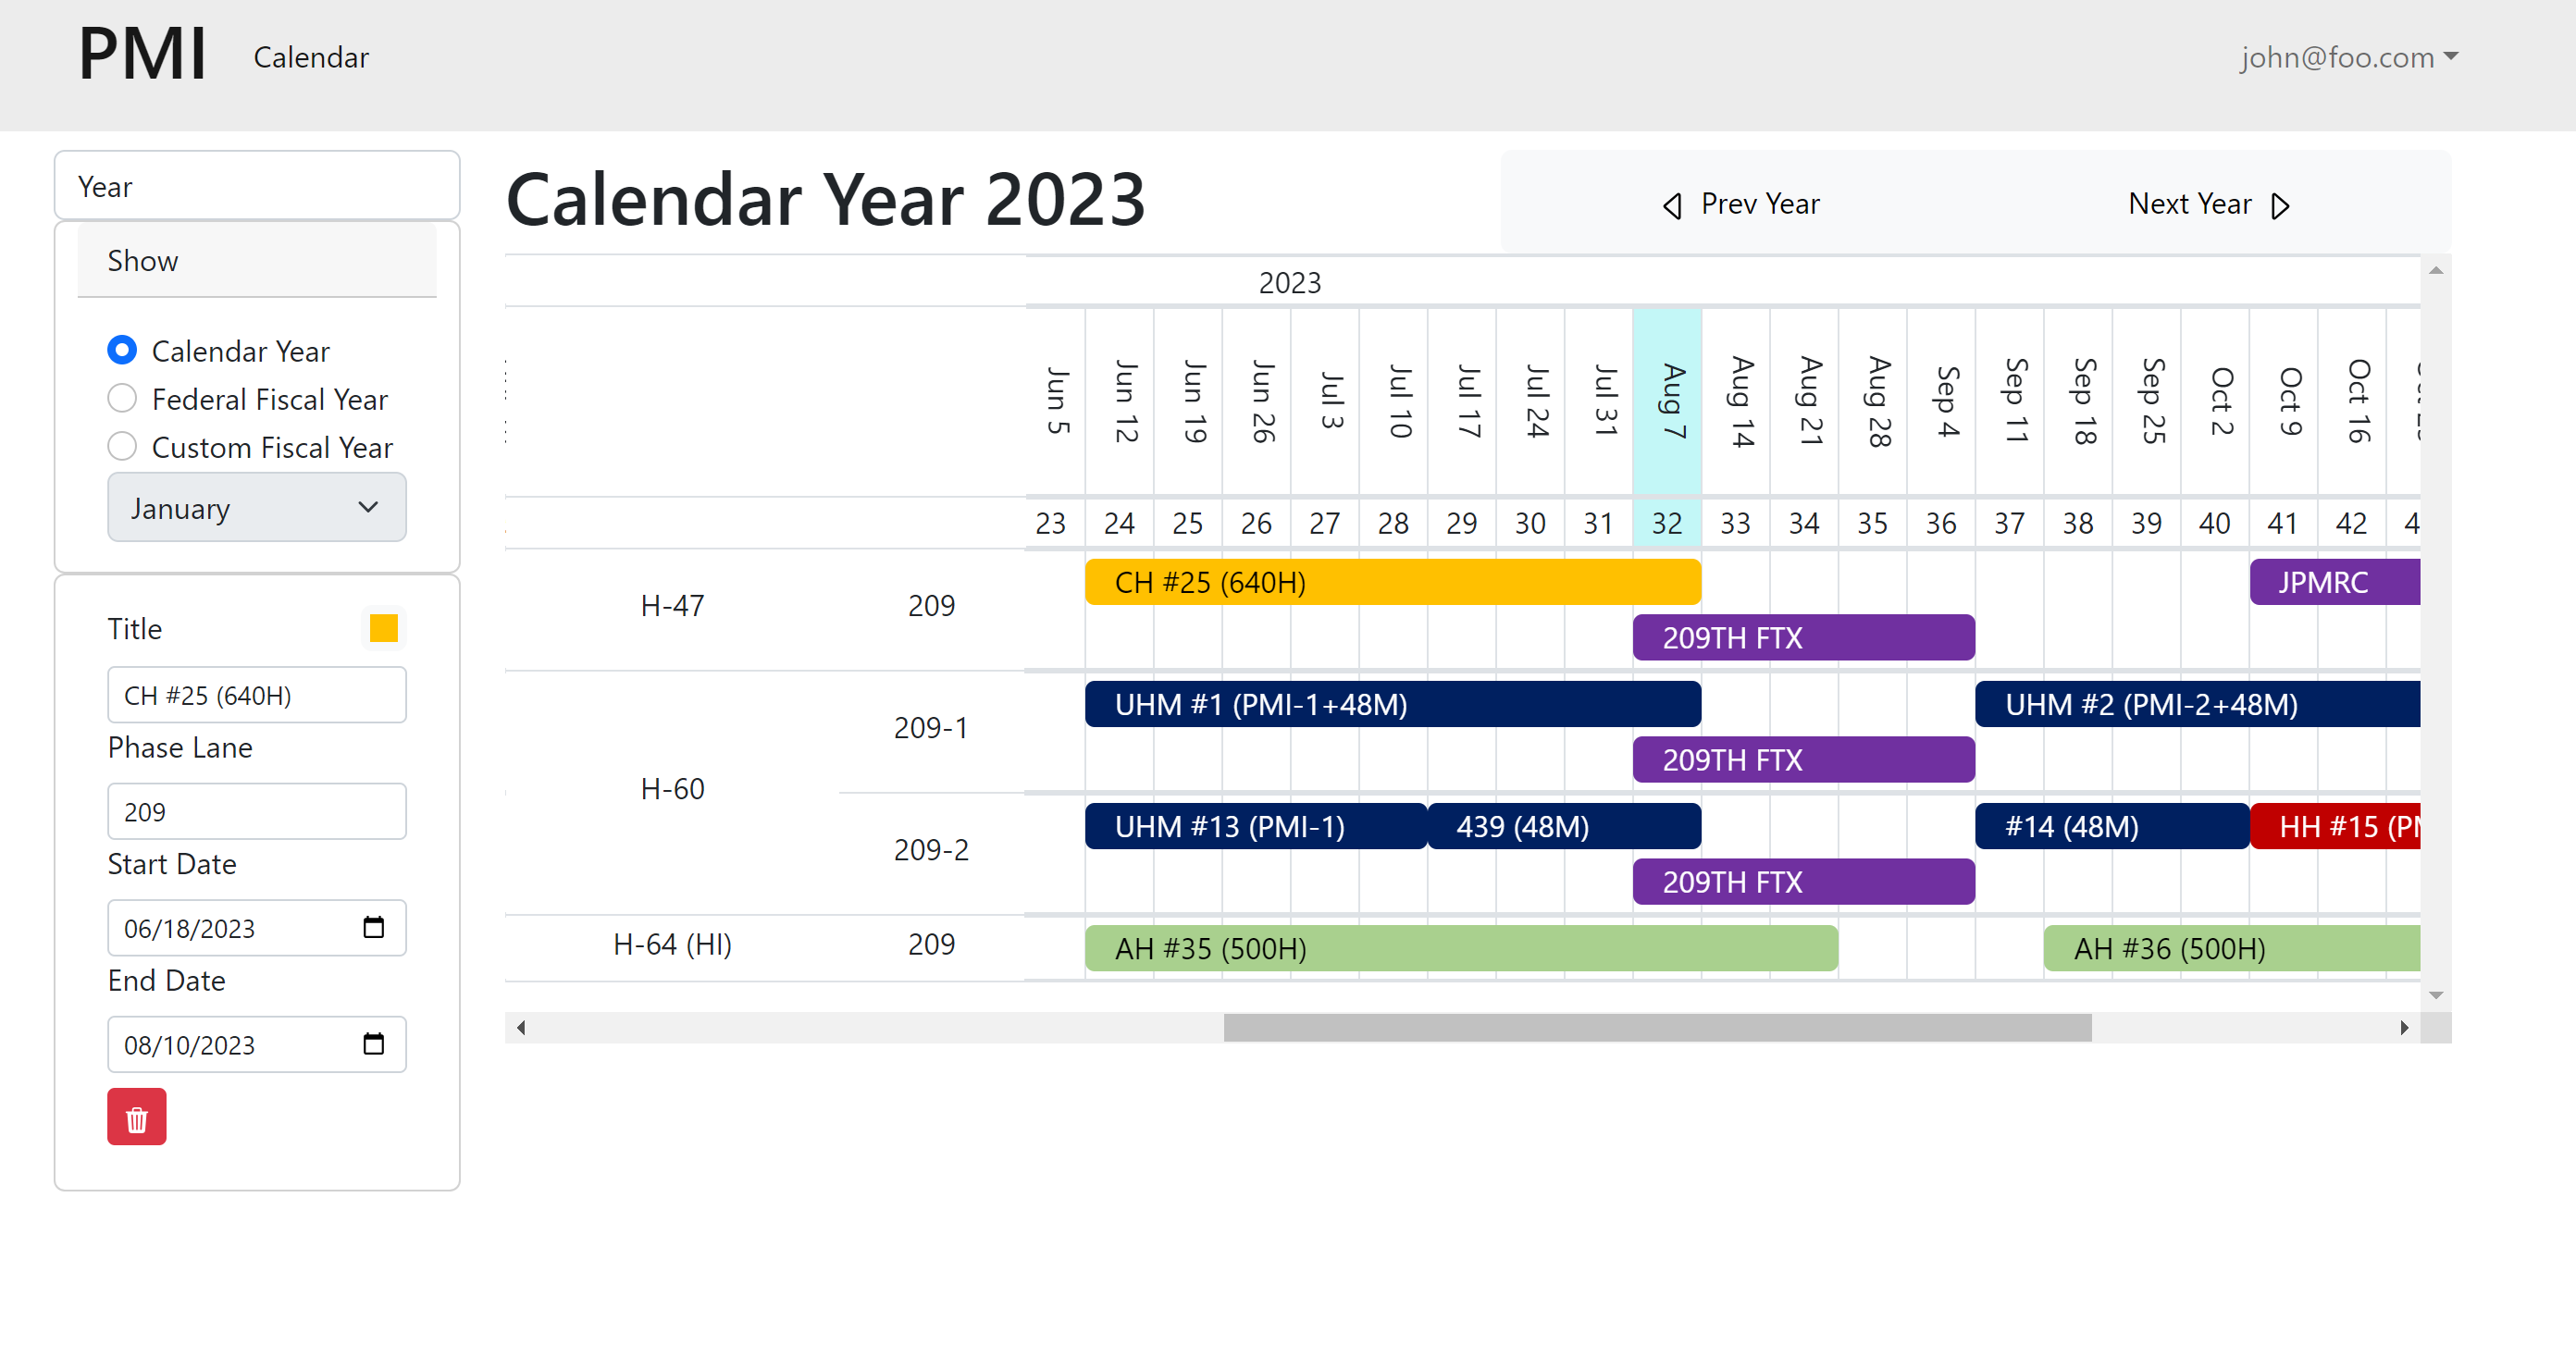 PMI Calendar john@foo.com
Year
Show
Calendar Year
Federal Fiscal Year
Custom Fiscal Year
January
Title
CH #25 (640H)
Phase Lane
209
Start Date
06/18/2023
End Date
08/10/2023
Calendar Year 2023
Prev Year Next Year
2023
Jun 5 Jun 12 Jun 19 Jun 26 Jul 3 Jul 10 Jul 17 Jul 24 Jul 31 Aug 7 Aug 14 Aug 21 Aug 28 Sep 4 Sep 11 Sep 18 Sep 25 Oct 2 Oct 9 Oct 16
23 24 25 26 27 28 29 30 31 32 33 34 35 36 37 38 39 40 41 42 4
H-47 209 CH #25 (640H) JPMRC
209TH FTX
H-60 209-1 UHM #1 (PMI-1+48M) UHM #2 (PMI-2+48M)
209TH FTX
209-2 UHM #13 (PMI-1) 439 (48M) #14 (48M) HH #15 (PM
209TH FTX
H-64 (HI) 209 AH #35 (500H) AH #36 (500H)